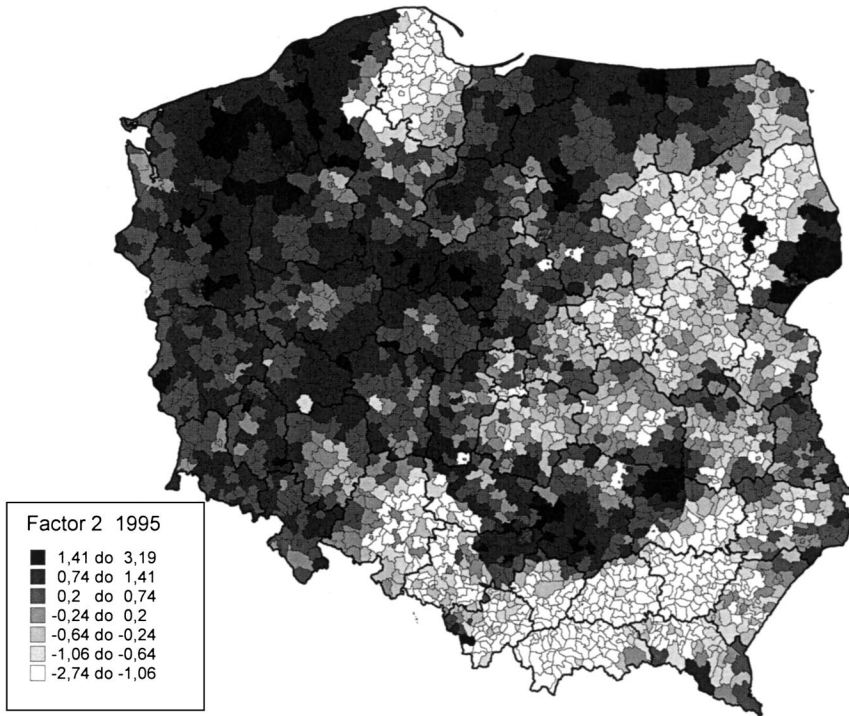 Factor 2 1995
1,41 do 3,19
0,74 do 1,41
0,2 do 0,74
-0,24 do 0,2
-0,64 do -0,24
-1,06 do -0,64
-2,74 do -1,06